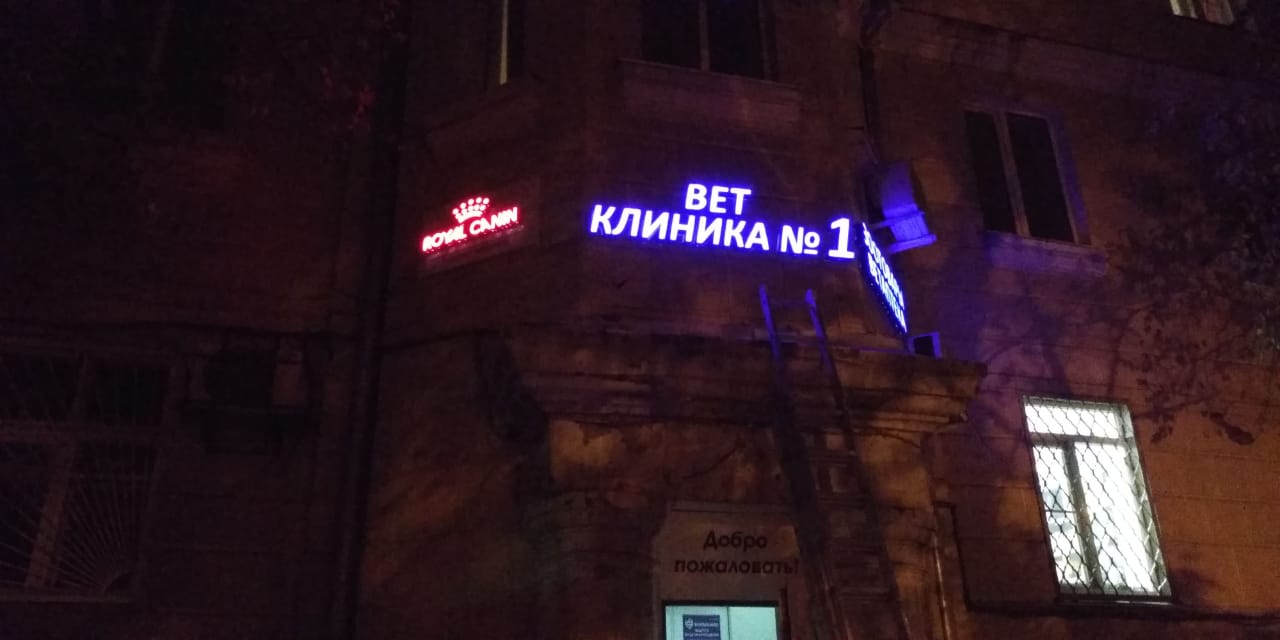 ROYAL CANIN
ВЕТ
КЛИНИКА № 1
Добро
пожаловать!